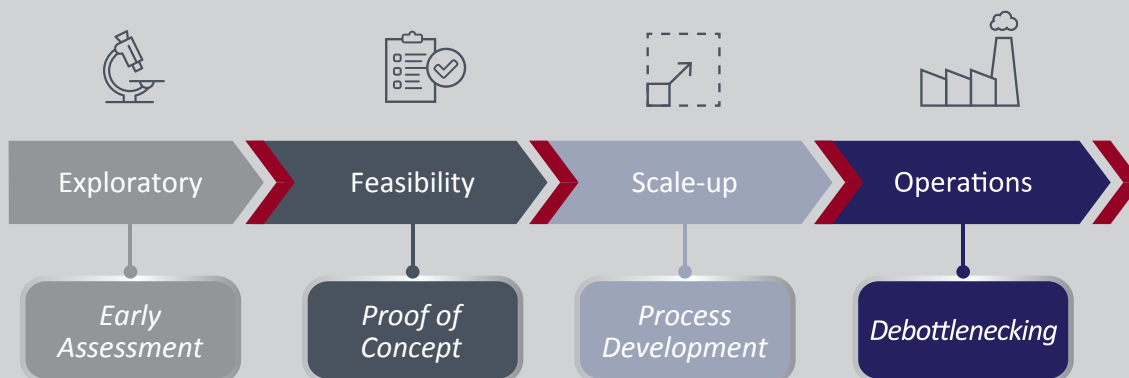 Exploratory
Feasibility
Scale-up
Operations
Early
Assessment
Proof of
Concept
Process
Development
Debottlenecking